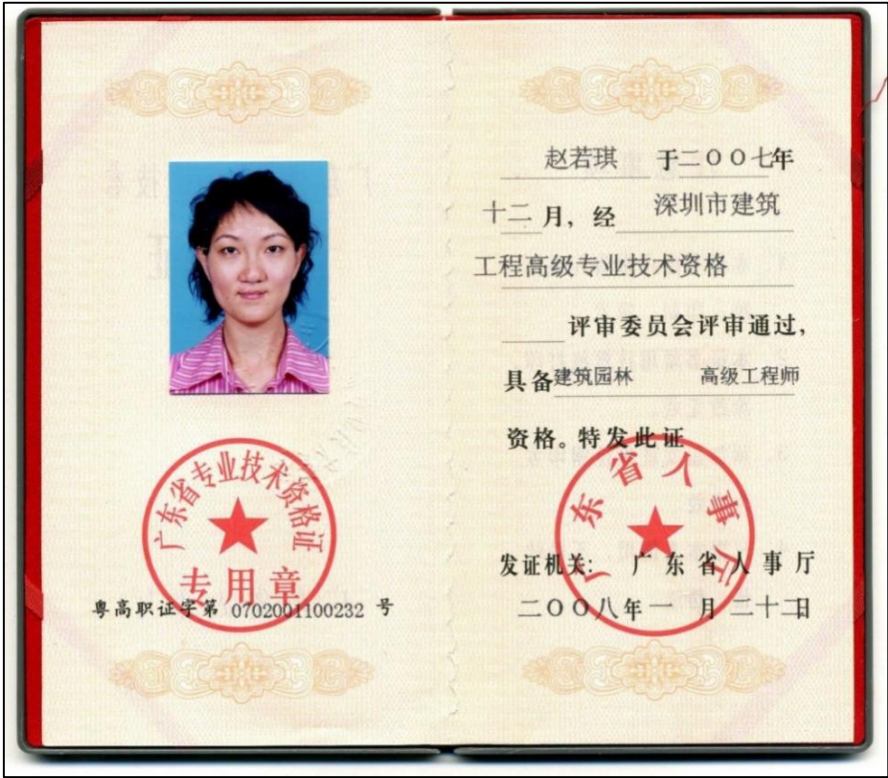 广东省专业技术资格证
专用章
粤高职证字第 0702001100232 号
赵若琪 于二〇〇七年
十二月，经 深圳市建筑
工程高级专业技术资格
评审委员会评审通过，
具备建筑园林 高级工程师
资格。特发此证
广东省人事厅
发证机关： 广东省人事厅
二〇〇八年一月二十二日